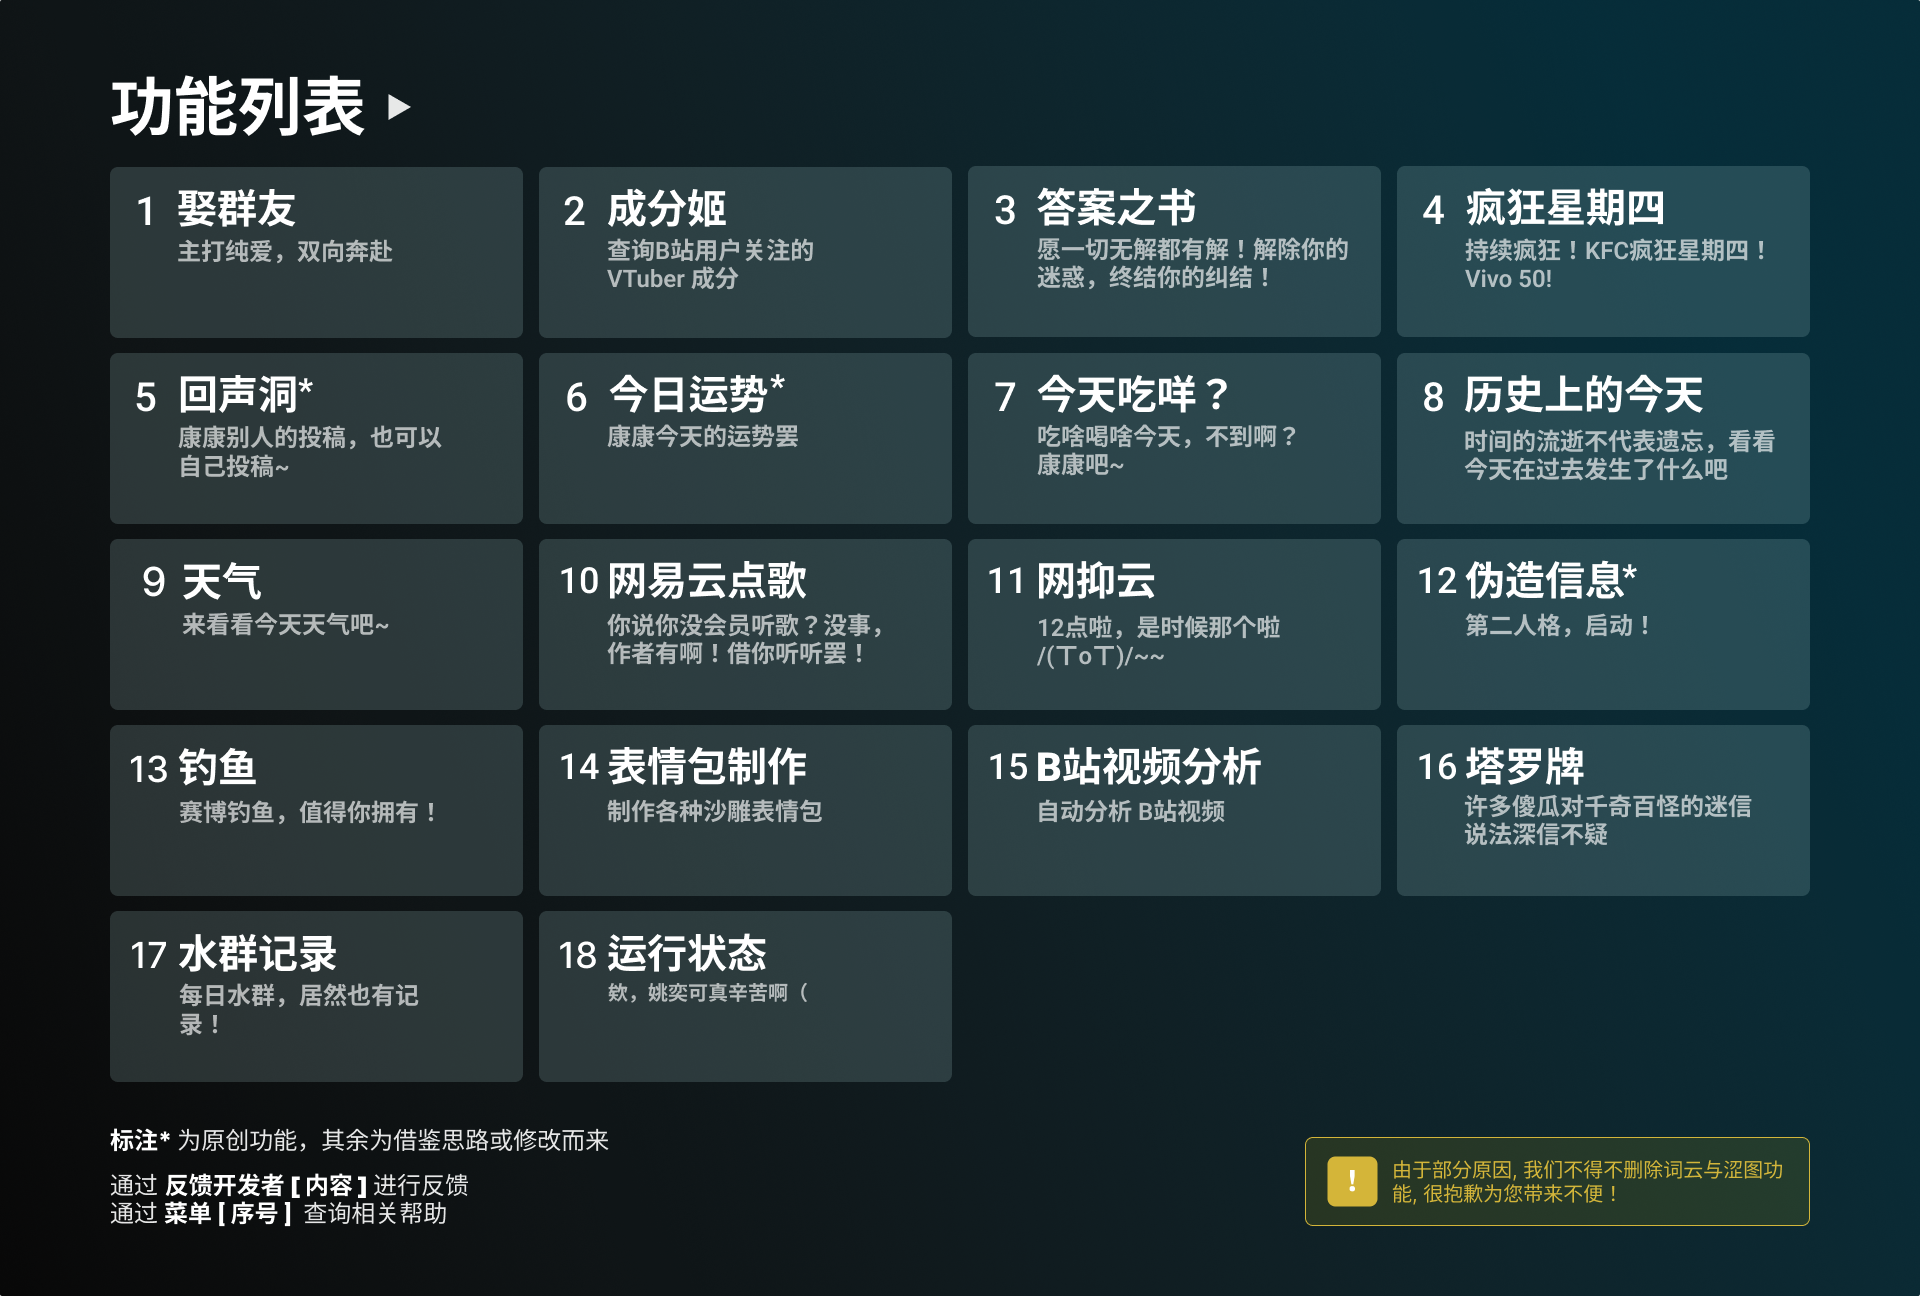 功能列表
1 娶群友
主打纯爱，双向奔赴
2 成分姬
查询B站用户关注的
VTuber 成分
3 答案之书
愿一切无解都有解！解除你的
迷惑，终结你的纠结！
4 疯狂星期四
持续疯狂！KFC疯狂星期四！
Vivo 50!
5 回声洞*
康康别人的投稿，也可以
自己投稿~
6 今日运势*
康康今天的运势罢
7 今天吃咩？
吃啥喝啥今天，不到啊？
康康吧~
8 历史上的今天
时间的流逝不代表遗忘，看看
今天在过去发生了什么吧
9 天气
来看看今天天气吧~
10 网易云点歌
你说你没会员听歌？没事，
作者有啊！借你听听罢！
11 网抑云
12点啦，是时候那个啦
/(ㄒoㄒ)/~~
12 伪造信息*
第二人格，启动！
13 钓鱼
赛博钓鱼，值得你拥有！
14 表情包制作
制作各种沙雕表情包
15 B站视频分析
自动分析 B站视频
16 塔罗牌
许多傻瓜对千奇百怪的迷信
说法深信不疑
17 水群记录
每日水群，居然也有记
录！
18 运行状态
欸，姚奕可真辛苦啊（
标注* 为原创功能，其余为借鉴思路或修改而来
通过 反馈开发者 [ 内容 ] 进行反馈
通过 菜单 [ 序号 ] 查询相关帮助
由于部分原因, 我们不得不删除词云与涩图功
能, 很抱歉为您带来不便！